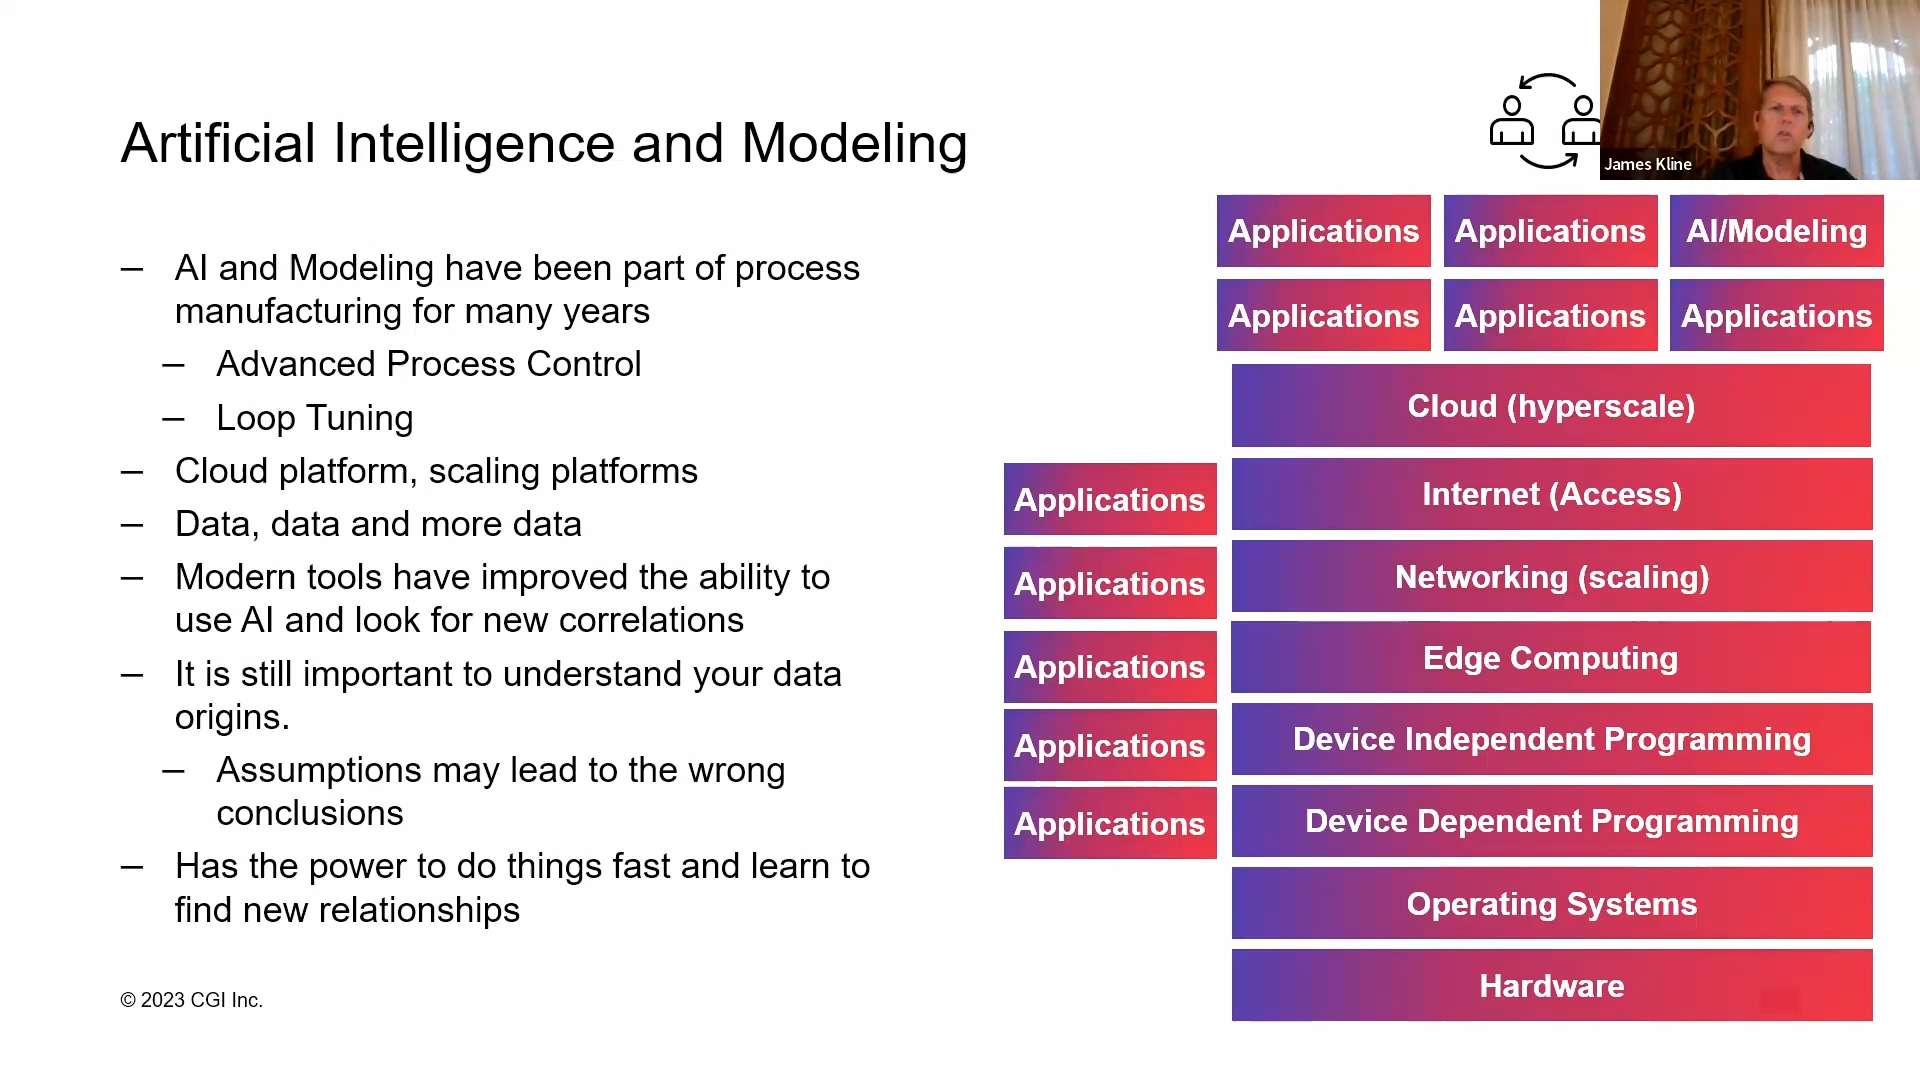 James Kline
Artificial Intelligence and Modeling
– AI and Modeling have been part of process
manufacturing for many years
– Advanced Process Control
– Loop Tuning
– Cloud platform, scaling platforms
– Data, data and more data
– Modern tools have improved the ability to
use AI and look for new correlations
– It is still important to understand your data
origins.
– Assumptions may lead to the wrong
conclusions
– Has the power to do things fast and learn to
find new relationships
Applications Applications AI/Modeling
Applications Applications Applications
Cloud (hyperscale)
Applications Internet (Access)
Applications Networking (scaling)
Applications Edge Computing
Applications Device Independent Programming
Applications Device Dependent Programming
Operating Systems
Hardware
© 2023 CGI Inc.